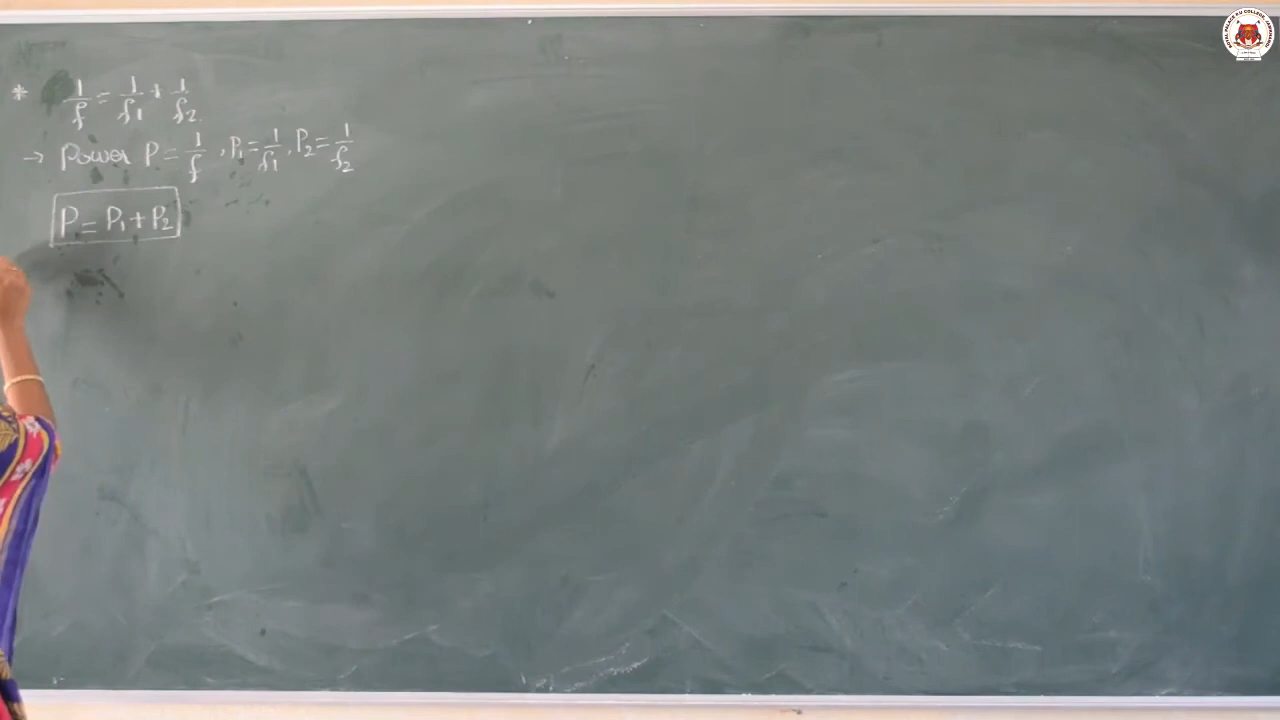 * 1/f = 1/f1 + 1/f2
→ Power P = 1/f , P1 = 1/f1 , P2 = 1/f2
P = P1 + P2